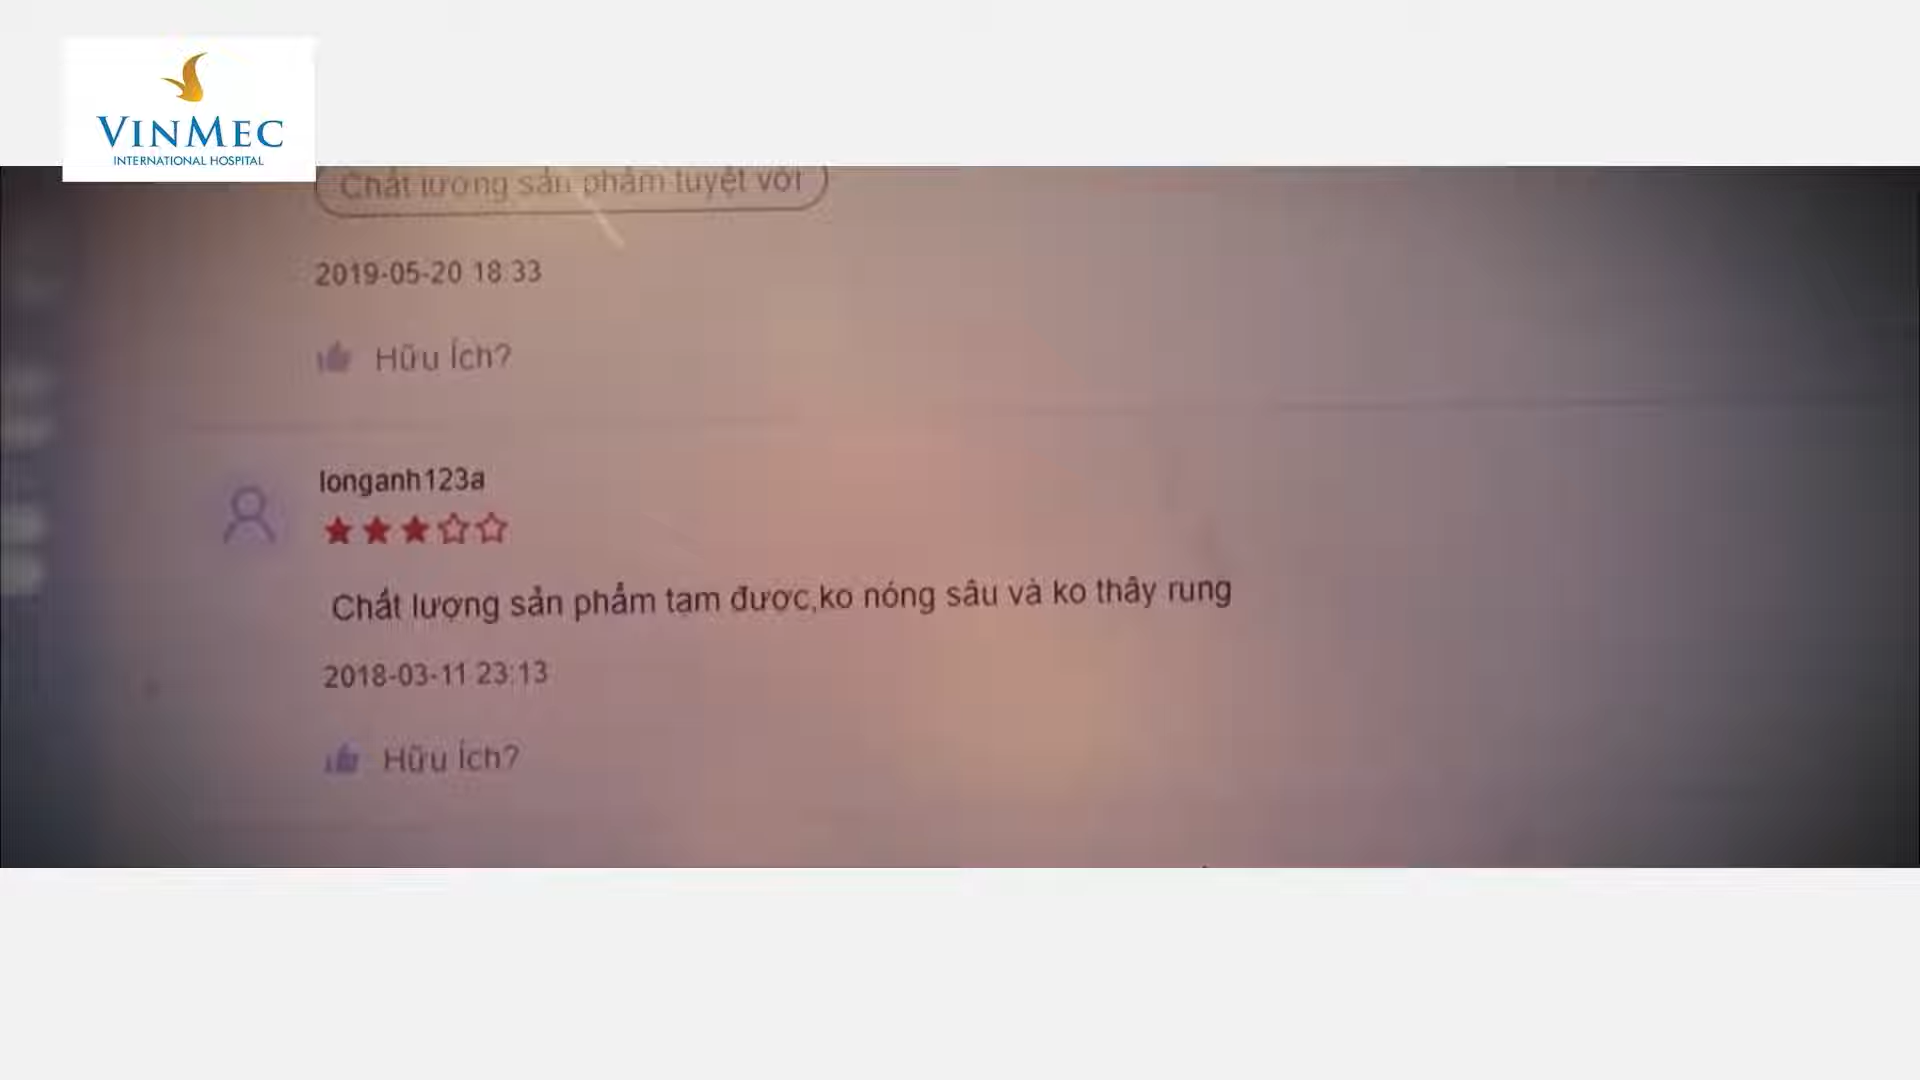 VINMEC
INTERNATIONAL HOSPITAL
Chất lượng sản phẩm tuyệt vời
2019-05-20 18:33
Hữu Ích?
longanh123a
Chất lượng sản phẩm tạm được,ko nóng sâu và ko thấy rung
2018-03-11 23:13
Hữu Ích?